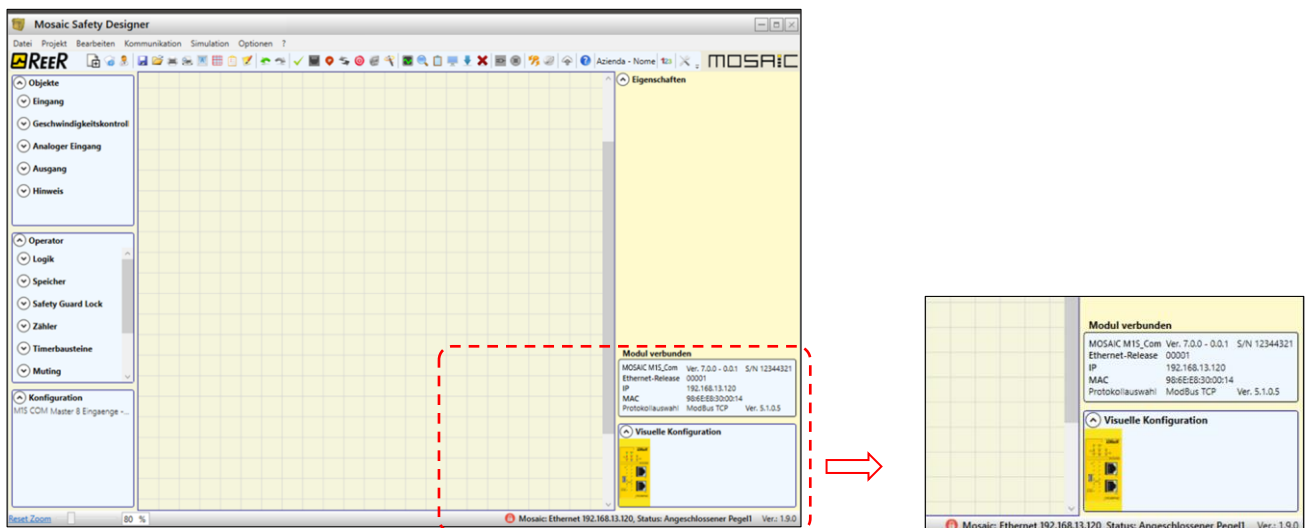 Mosaic Safety Designer
Datei Projekt Bearbeiten Kommunikation Simulation Optionen ?
REER
Azienda - Nome
MOSAIC
Objekte
Eingang
Geschwindigkeitskontroll
Analoger Eingang
Ausgang
Hinweis
Operator
Logik
Speicher
Safety Guard Lock
Zähler
Timerbausteine
Muting
Konfiguration
M1S COM Master 8 Eingaenge -...
Reset Zoom 80 %
Eigenschaften
Modul verbunden
MOSAIC M1S_Com Ver. 7.0.0 - 0.0.1 S/N 12344321
Ethernet-Release 00001
IP 192.168.13.120
MAC 98:6E:E8:30:00:14
Protokollauswahl ModBus TCP Ver. 5.1.0.5
Visuelle Konfiguration
Mosaic: Ethernet 192.168.13.120, Status: Angeschlossener Pegel1 Ver.: 1.9.0
Modul verbunden
MOSAIC M1S_Com Ver. 7.0.0 - 0.0.1 S/N 12344321
Ethernet-Release 00001
IP 192.168.13.120
MAC 98:6E:E8:30:00:14
Protokollauswahl ModBus TCP Ver. 5.1.0.5
Visuelle Konfiguration
Mosaic: Ethernet 192.168.13.120, Status: Angeschlossener Pegel1 Ver.: 1.9.0